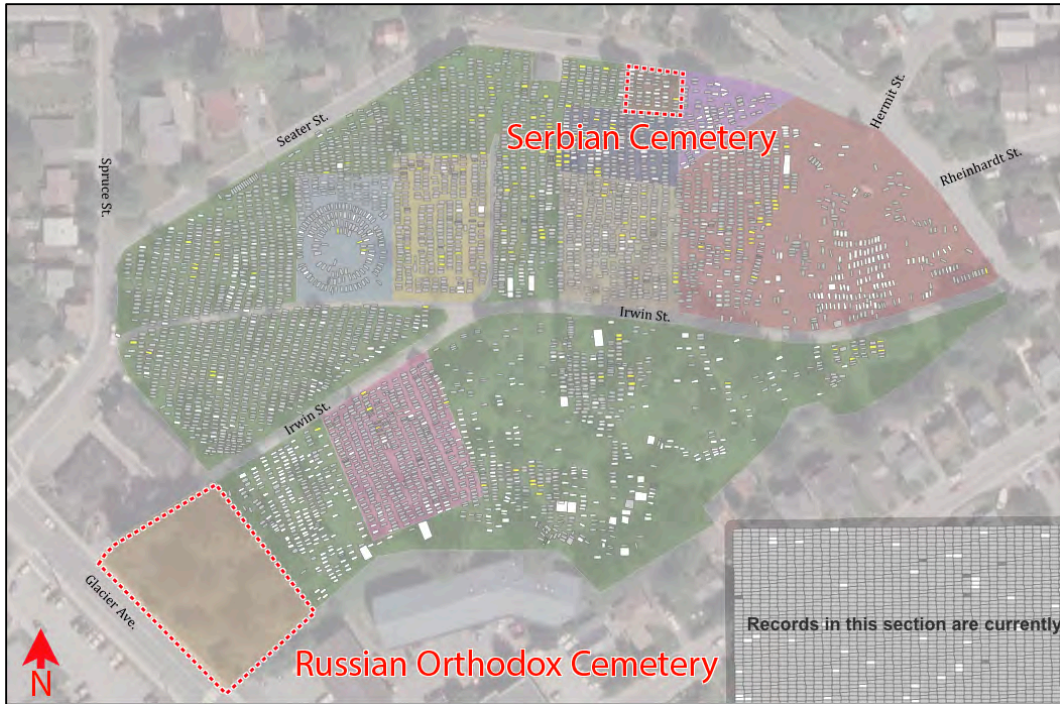 Hermit St.
Seater St.
Serbian Cemetery
Rheinhardt St.
Spruce St.
Irwin St.
Irwin St.
Glacier Ave.
Records in this section are currently
Russian Orthodox Cemetery
N